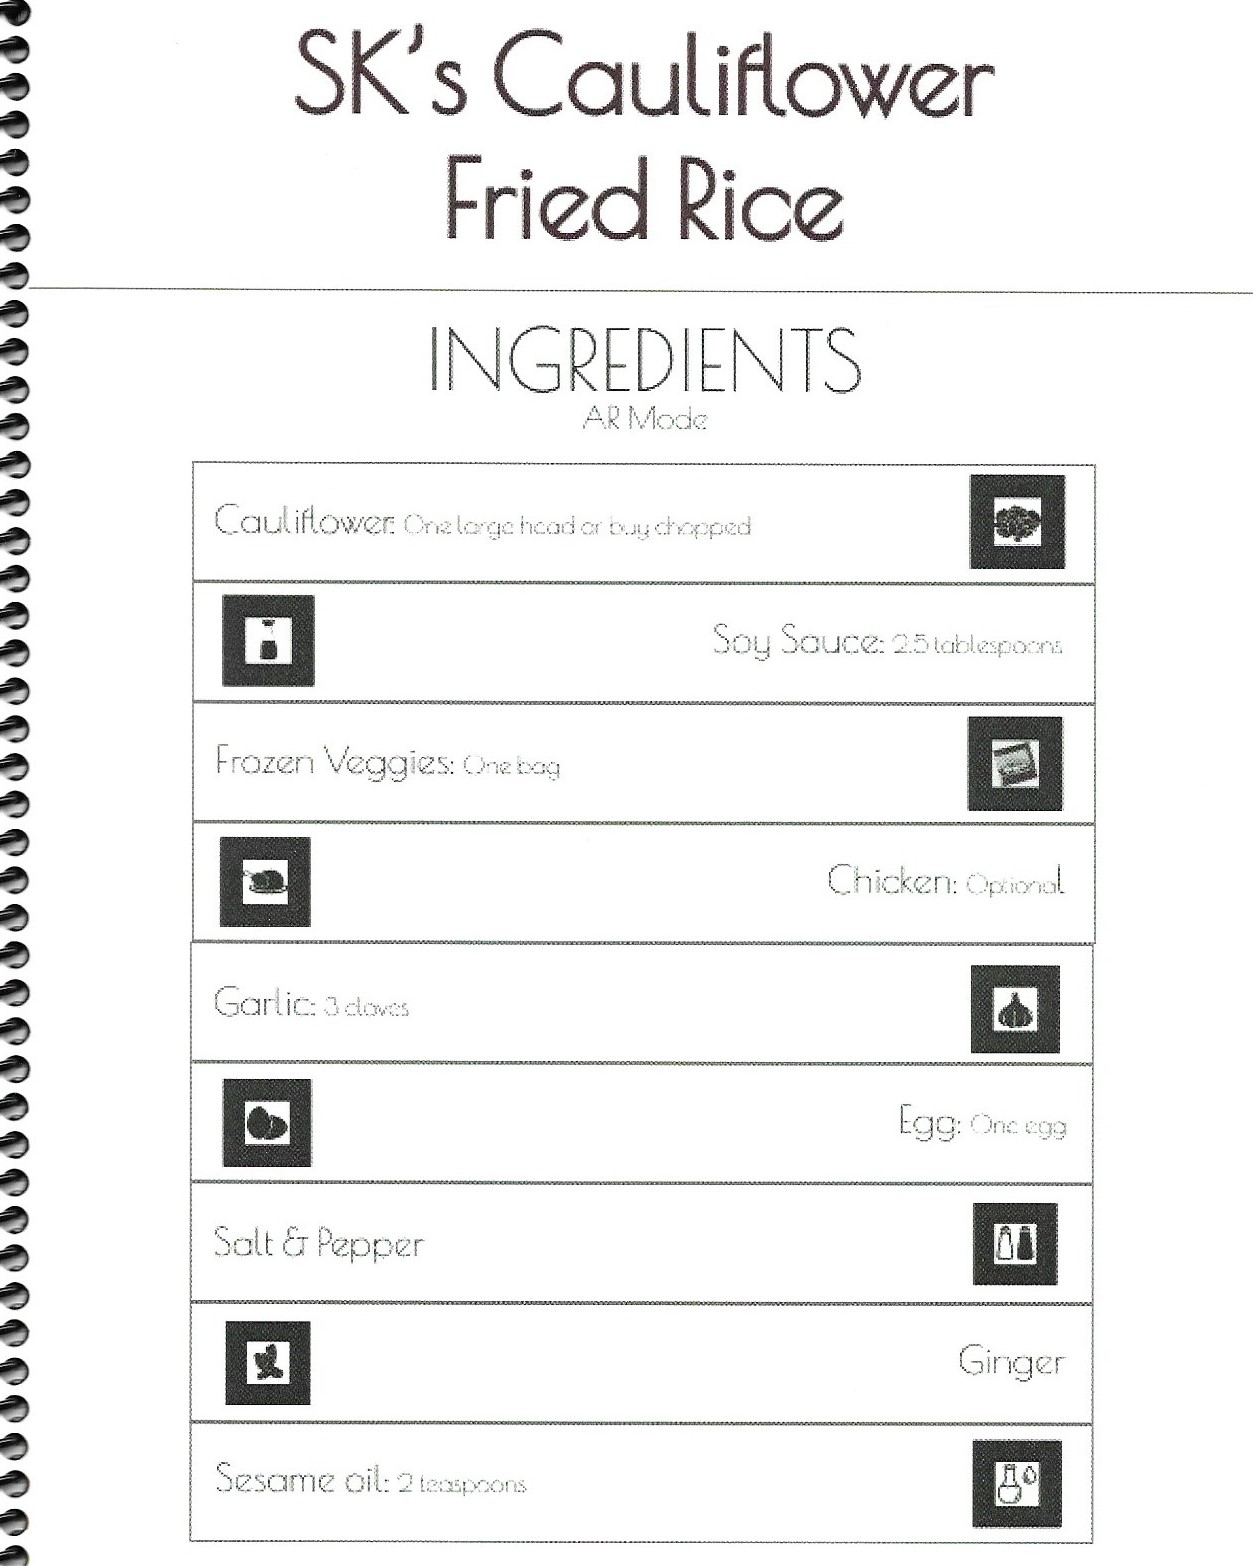 SK's Cauliflower
Fried Rice
INGREDIENTS
AR Mode
Cauliflower: One large head or buy chopped
Soy Sauce: 2.5 tablespoons
Frozen Veggies: One bag
Chicken: Optional
Garlic: 3 cloves
Egg: One egg
Salt & Pepper
Ginger
Sesame oil: 2 teaspoons